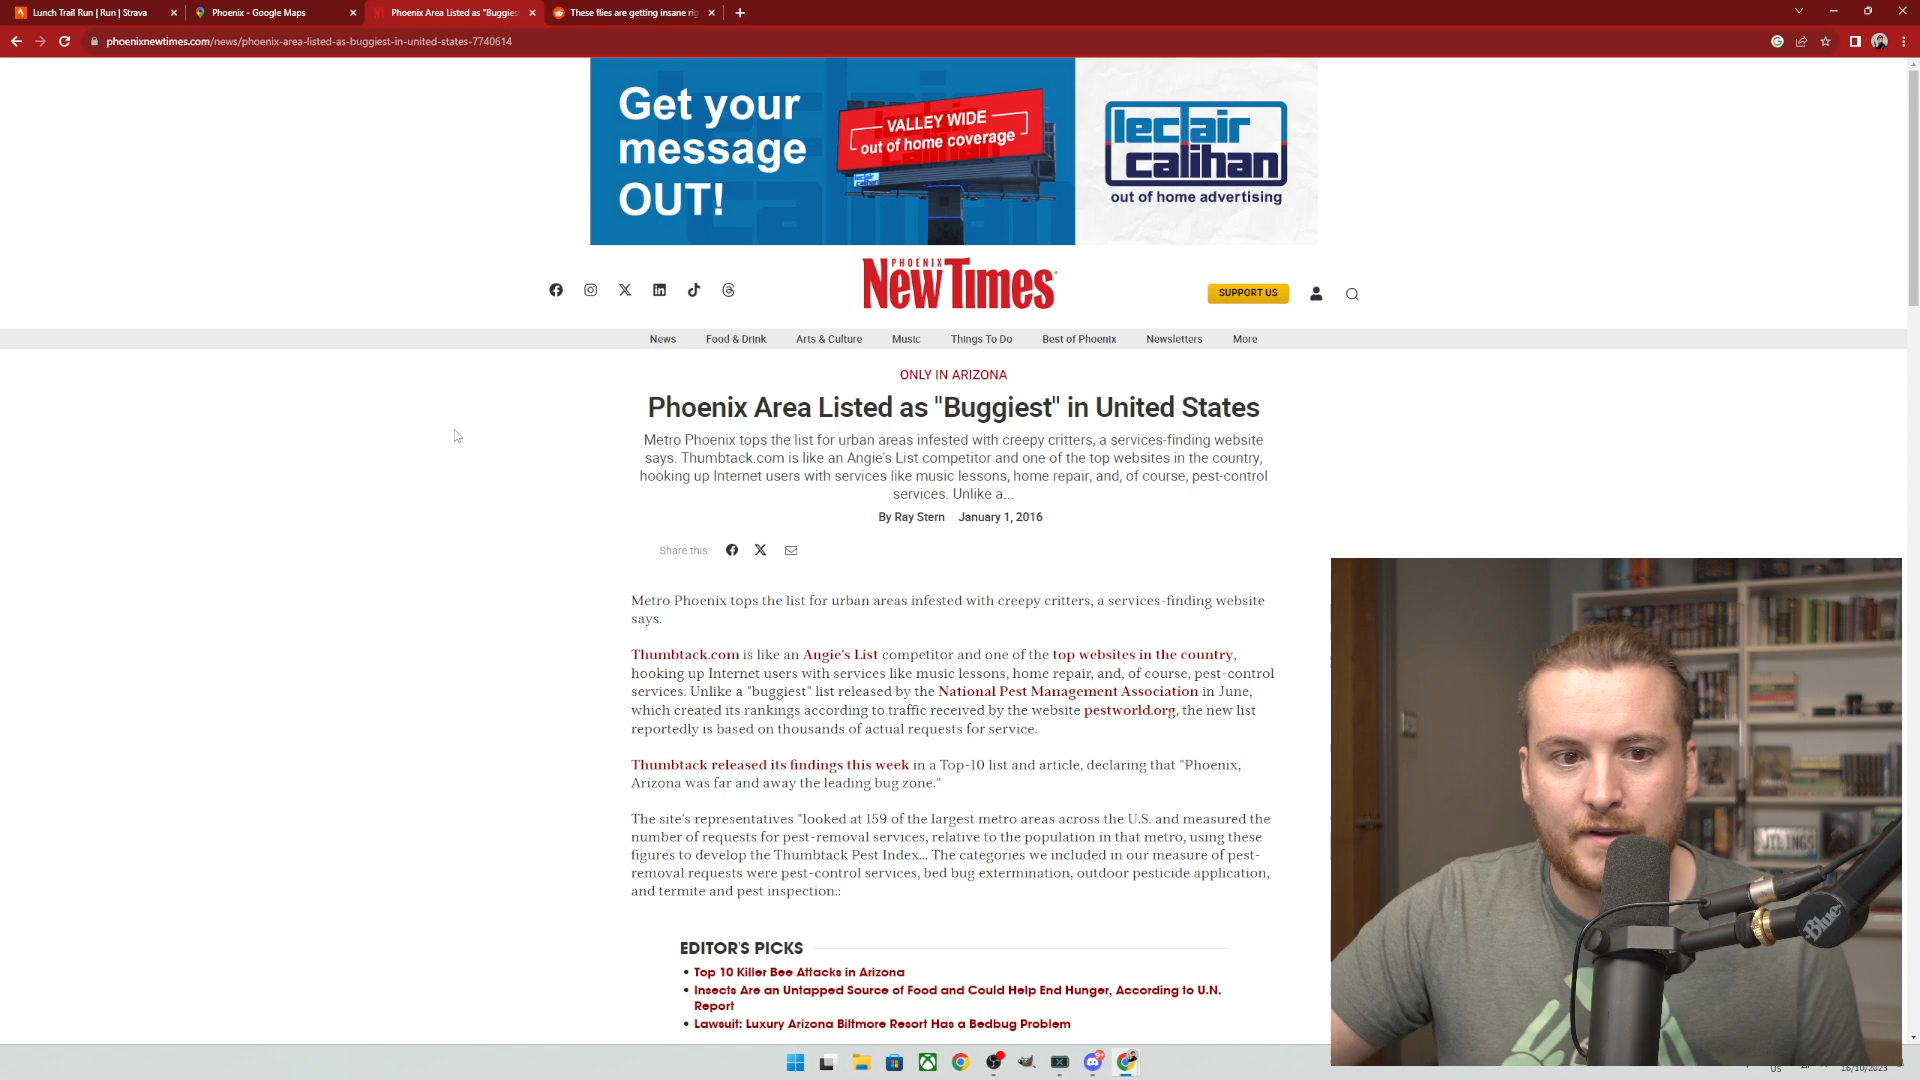 Lunch Trail Run | Run | Strava
Phoenix - Google Maps
Phoenix Area Listed as "Buggies
These flies are getting insane rig
phoenixnewtimes.com/news/phoenix-area-listed-as-buggiest-in-united-states-7740614
Get your
message
OUT!
VALLEY WIDE
out of home coverage
leclair
calihan
leclair
calihan
out of home advertising
PHOENIX
New Times
SUPPORT US
News Food & Drink Arts & Culture Music Things To Do Best of Phoenix Newsletters More
ONLY IN ARIZONA
Phoenix Area Listed as "Buggiest" in United States
Metro Phoenix tops the list for urban areas infested with creepy critters, a services-finding website
says. Thumbtack.com is like an Angie's List competitor and one of the top websites in the country,
hooking up Internet users with services like music lessons, home repair, and, of course, pest-control
services. Unlike a...
By Ray Stern January 1, 2016
Share this:
Metro Phoenix tops the list for urban areas infested with creepy critters, a services-finding website
says.
Thumbtack.com is like an Angie's List competitor and one of the top websites in the country,
hooking up Internet users with services like music lessons, home repair, and, of course, pest-control
services. Unlike a "buggiest" list released by the National Pest Management Association in June,
which created its rankings according to traffic received by the website pestworld.org, the new list
reportedly is based on thousands of actual requests for service.
Thumbtack released its findings this week in a Top-10 list and article, declaring that "Phoenix,
Arizona was far and away the leading bug zone."
The site's representatives "looked at 159 of the largest metro areas across the U.S. and measured the
number of requests for pest-removal services, relative to the population in that metro, using these
figures to develop the Thumbtack Pest Index... The categories we included in our measure of pest-
removal requests were pest-control services, bed bug extermination, outdoor pesticide application,
and termite and pest inspection.:
EDITOR'S PICKS
• Top 10 Killer Bee Attacks in Arizona
• Insects Are an Untapped Source of Food and Could Help End Hunger, According to U.N.
Report
• Lawsuit: Luxury Arizona Biltmore Resort Has a Bedbug Problem
JTLINGS
Blue
9+
US
16/10/2023